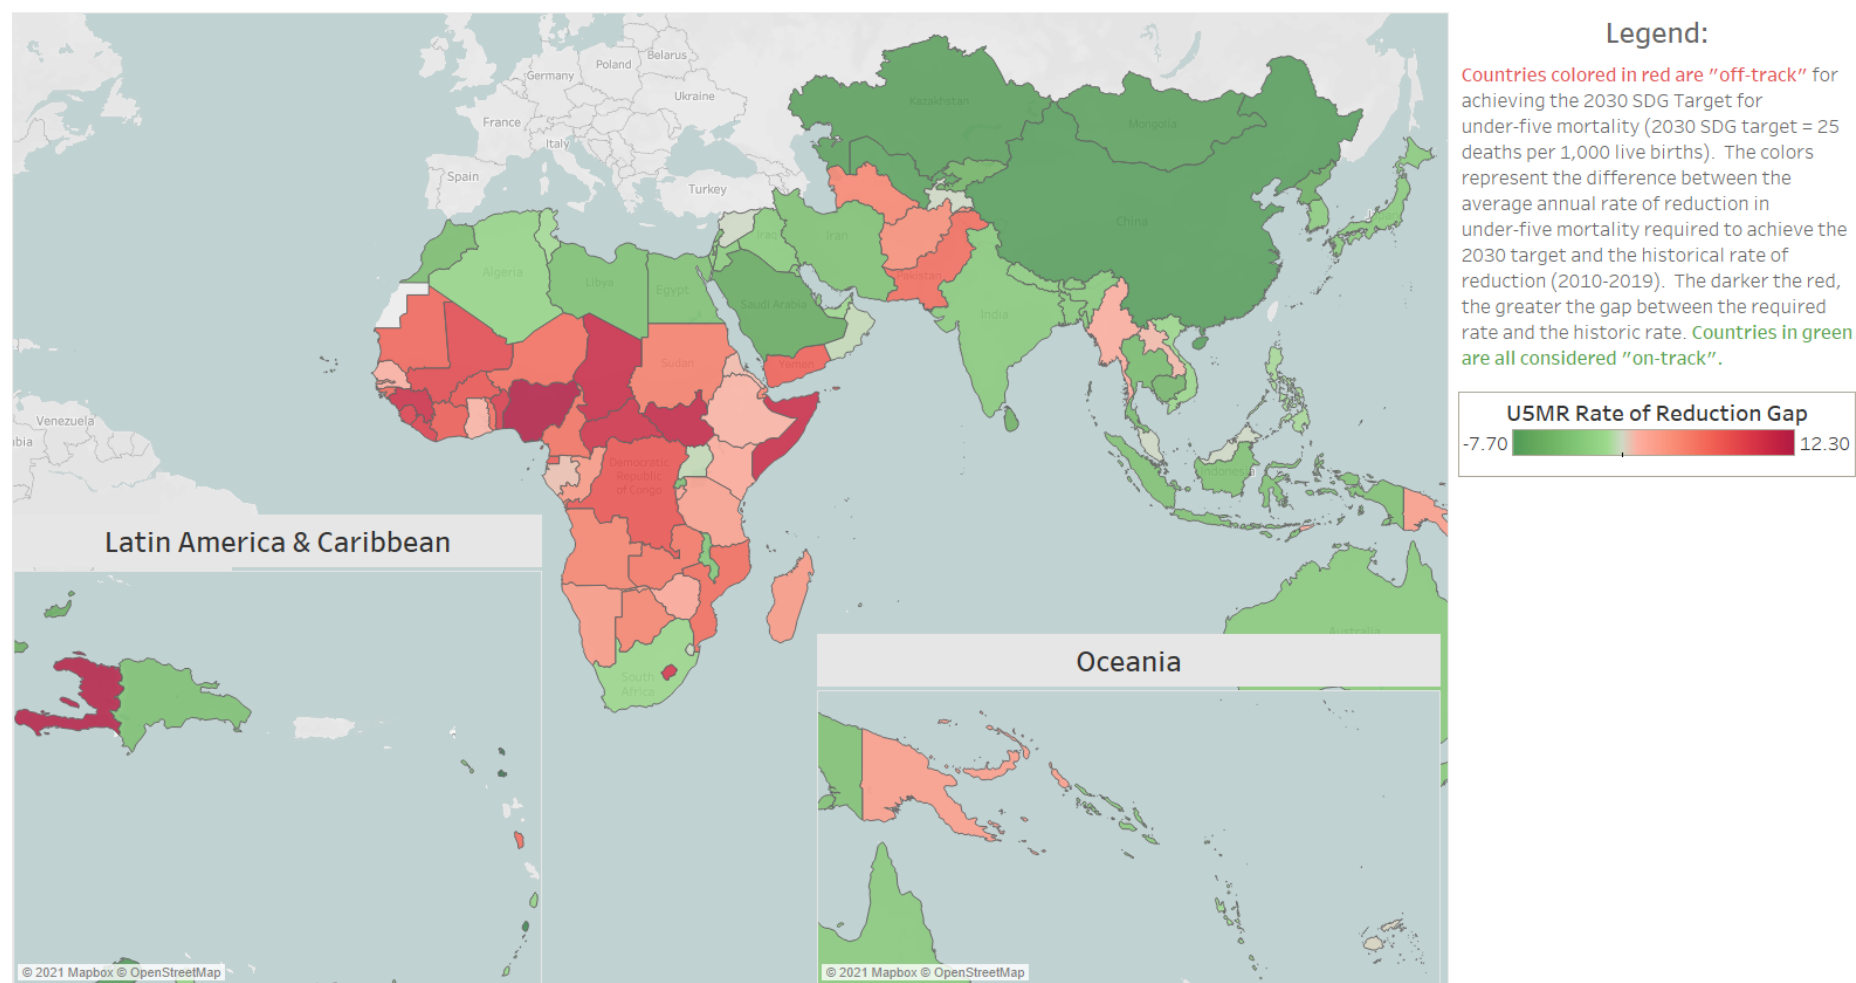 Belarus
Poland
Germany
Ukraine
France
Italy
Spain
Turkey
Kazakhstan
Mongolia
China
Japan
Iraq
Iran
Algeria
Libya
Egypt
Saudi Arabia
Pakistan
India
Sudan
Yemen
Venezuela
bia
Democratic
Republic
of Congo
Indonesia
South
Africa
Australia
Latin America & Caribbean
© 2021 Mapbox © OpenStreetMap
Oceania
© 2021 Mapbox © OpenStreetMap
Legend:
Countries colored in red are "off-track" for
achieving the 2030 SDG Target for
under-five mortality (2030 SDG target = 25
deaths per 1,000 live births). The colors
represent the difference between the
average annual rate of reduction in
under-five mortality required to achieve the
2030 target and the historical rate of
reduction (2010-2019). The darker the red,
the greater the gap between the required
rate and the historic rate. Countries in green
are all considered "on-track".
U5MR Rate of Reduction Gap
-7.70
12.30